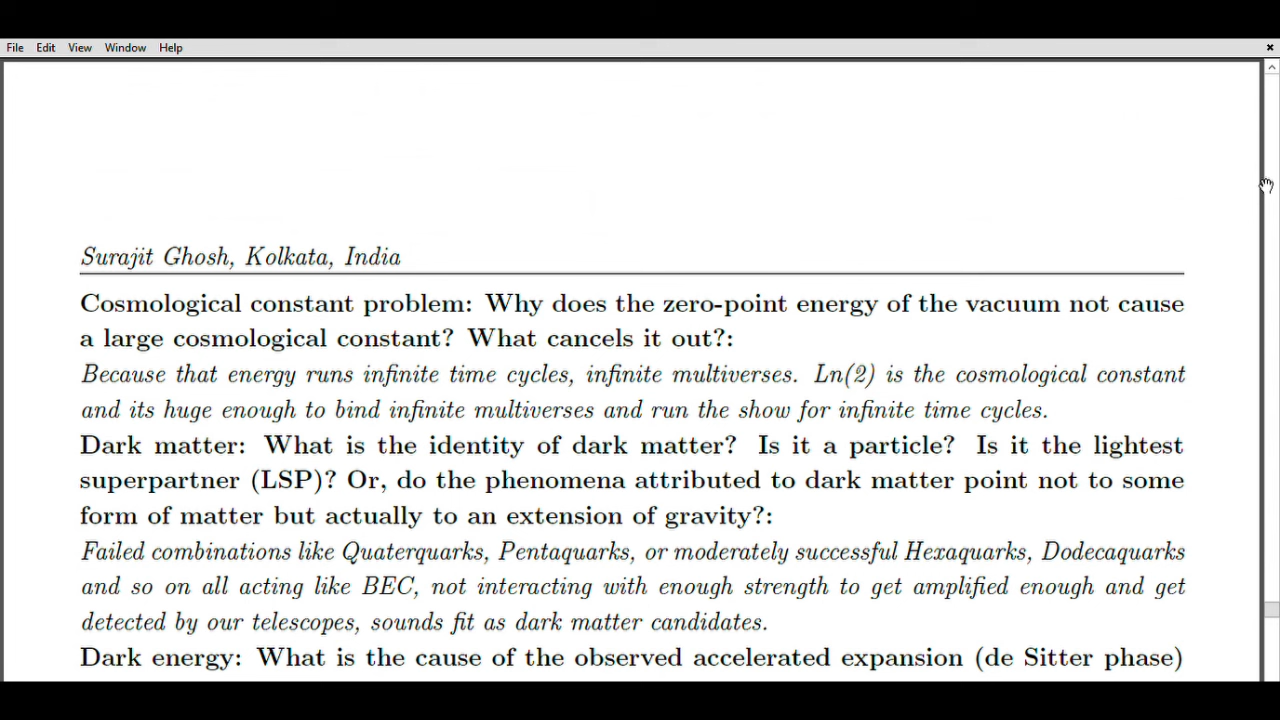 File Edit View Window Help
Surajit Ghosh, Kolkata, India
Cosmological constant problem: Why does the zero-point energy of the vacuum not cause
a large cosmological constant? What cancels it out?:
Because that energy runs infinite time cycles, infinite multiverses. Ln(2) is the cosmological constant
and its huge enough to bind infinite multiverses and run the show for infinite time cycles.
Dark matter: What is the identity of dark matter? Is it a particle? Is it the lightest
superpartner (LSP)? Or, do the phenomena attributed to dark matter point not to some
form of matter but actually to an extension of gravity?:
Failed combinations like Quaterquarks, Pentaquarks, or moderately successful Hexaquarks, Dodecaquarks
and so on all acting like BEC, not interacting with enough strength to get amplified enough and get
detected by our telescopes, sounds fit as dark matter candidates.
Dark energy: What is the cause of the observed accelerated expansion (de Sitter phase)